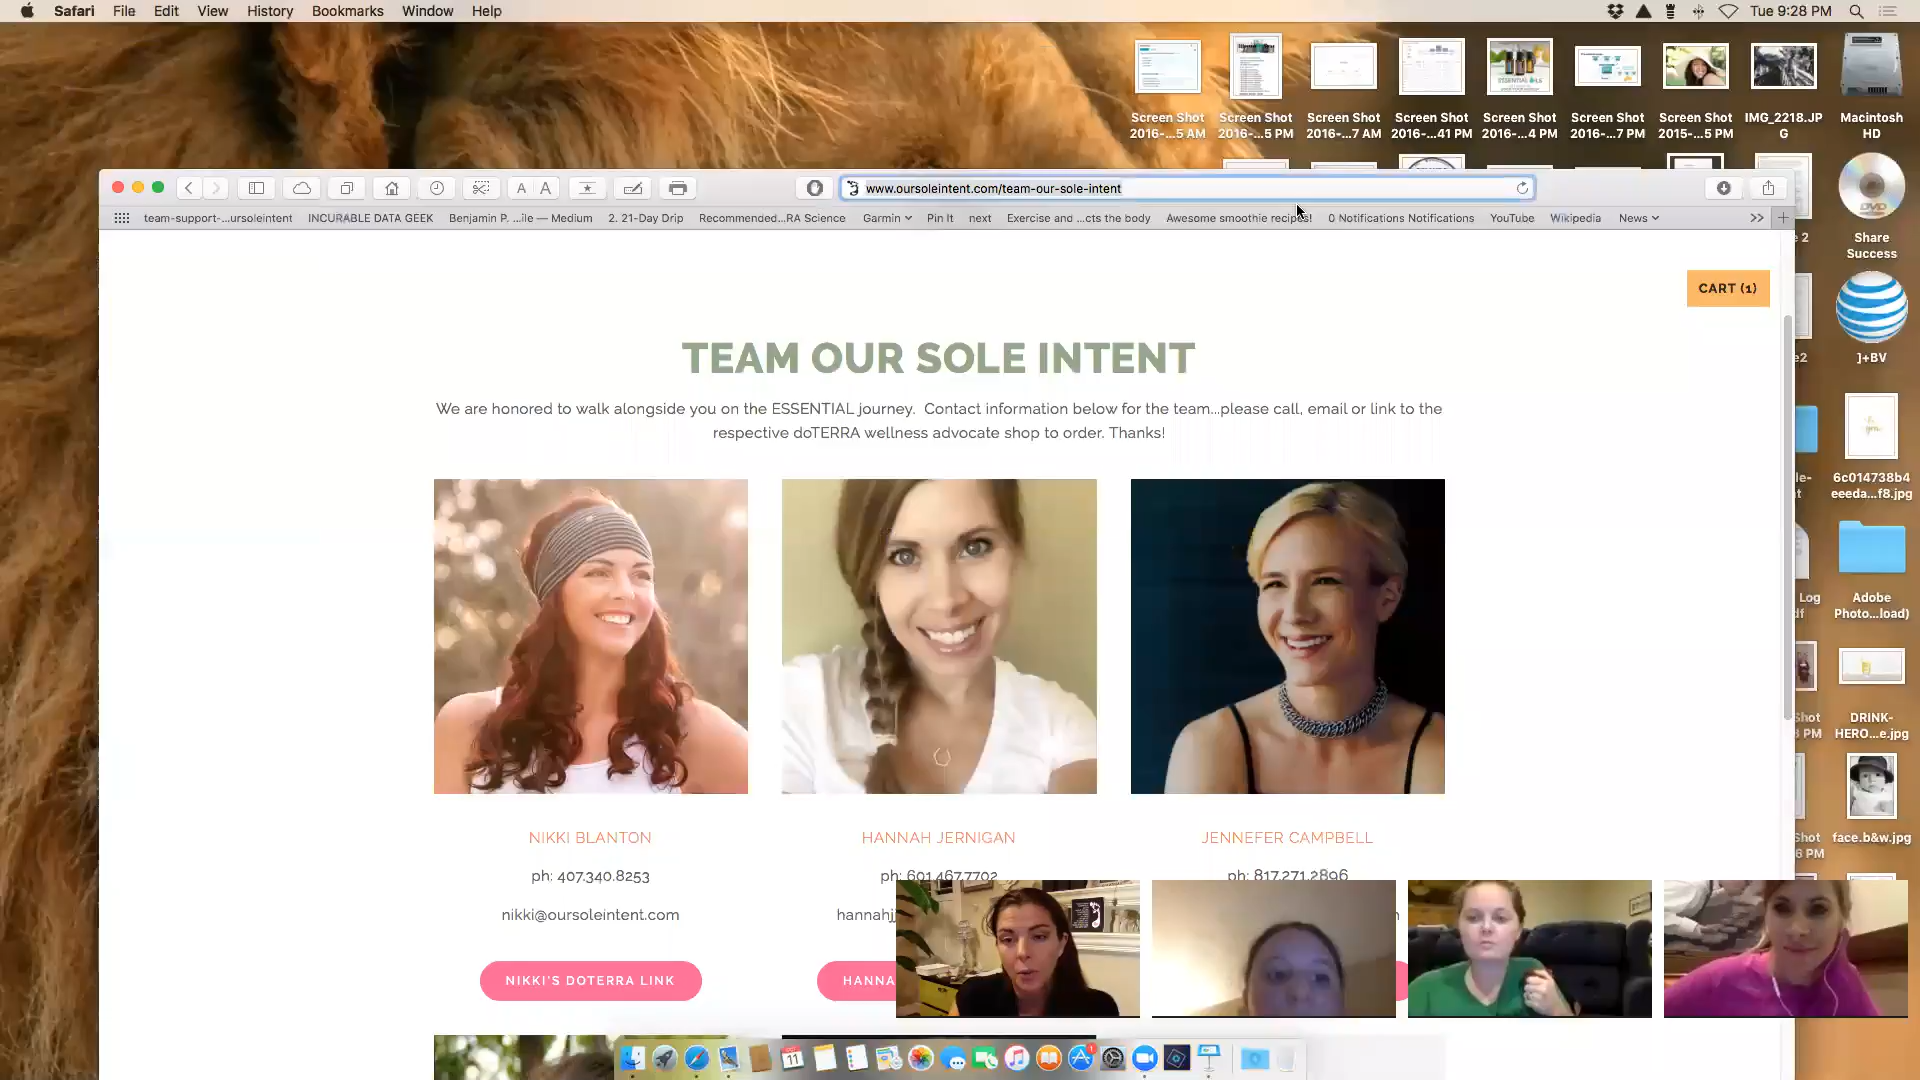 Safari File Edit View History Bookmarks Window Help
Tue 9:28 PM
Screen Shot 2016-...5 AM
Screen Shot 2016-...5 PM
Screen Shot 2016-...7 AM
Screen Shot 2016-...41 PM
Screen Shot 2016-...4 PM
Screen Shot 2016-...7 PM
Screen Shot 2015-...5 PM
IMG_2218.JPG
Macintosh HD
www.oursoleintent.com/team-our-sole-intent
team-support-...ursoleintent INCURABLE DATA GEEK Benjamin P. ...ile — Medium 2. 21-Day Drip Recommended...RA Science Garmin Pin It next Exercise and ...cts the body Awesome smoothie recipes! 0 Notifications Notifications YouTube Wikipedia News
Share Success
CART (1)
]+BV
TEAM OUR SOLE INTENT
We are honored to walk alongside you on the ESSENTIAL journey. Contact information below for the team...please call, email or link to the
respective doTERRA wellness advocate shop to order. Thanks!
6c014738b4
eeeda...f8.jpg
Adobe
Photo...load)
DRINK-
HERO...e.jpg
face.b&w.jpg
NIKKI BLANTON
ph: 407.340.8253
nikki@oursoleintent.com
NIKKI'S DOTERRA LINK
HANNAH JERNIGAN
ph: 601.467.7702
hannahj
HANNA
JENNEFER CAMPBELL
ph: 817.271.2896